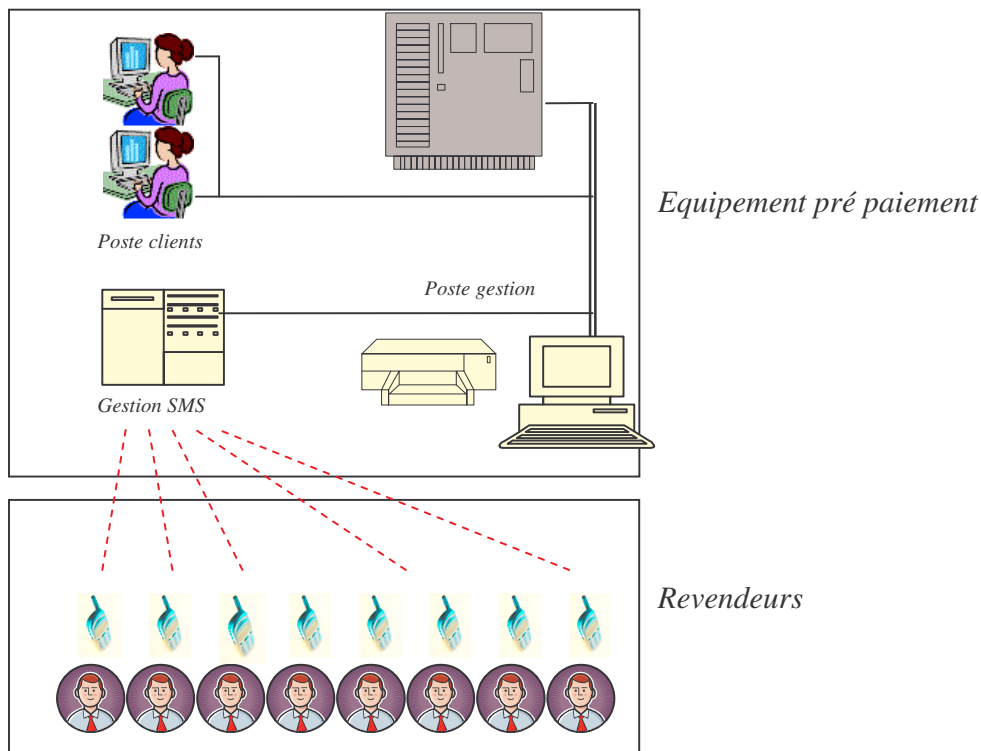 Equipement pré paiement
Poste clients
Poste gestion
Gestion SMS
Revendeurs